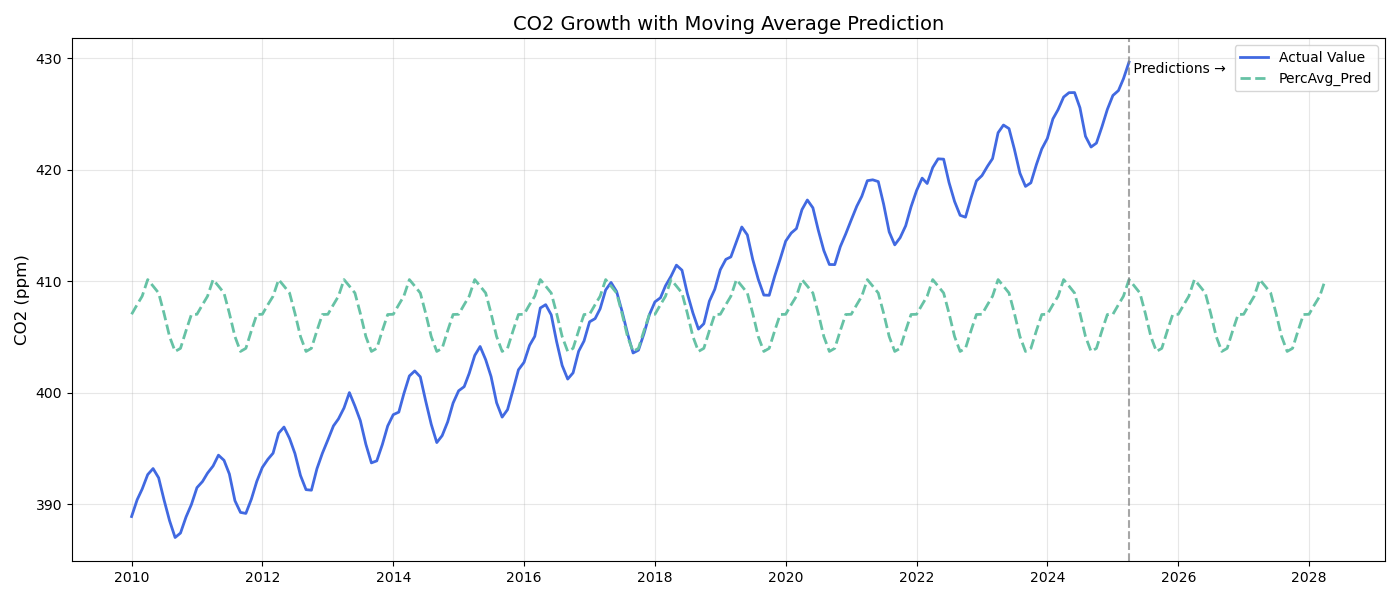 CO2 Growth with Moving Average Prediction
Actual Value
PercAvg_Pred
Predictions →
CO2 (ppm)
430
420
410
400
390
2010 2012 2014 2016 2018 2020 2022 2024 2026 2028